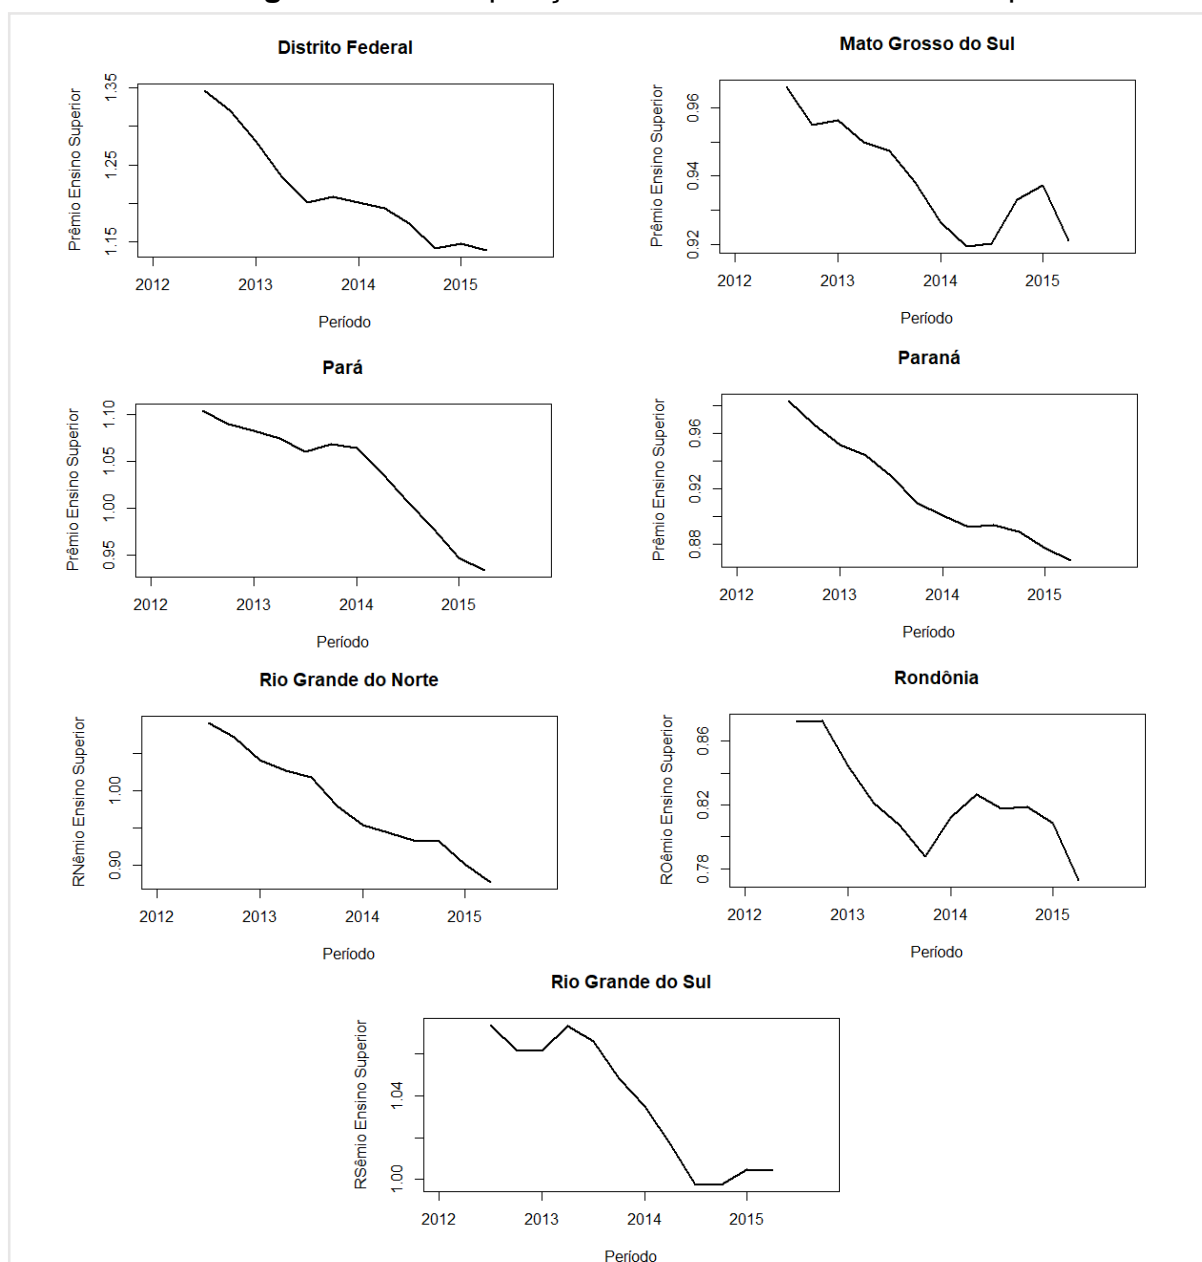 Distrito Federal
Prêmio Ensino Superior
1.35
1.25
1.15
2012 2013 2014 2015
Período
Mato Grosso do Sul
Prêmio Ensino Superior
0.96
0.94
0.92
2012 2013 2014 2015
Período
Pará
Prêmio Ensino Superior
1.10
1.05
1.00
0.95
2012 2013 2014 2015
Período
Paraná
Prêmio Ensino Superior
0.96
0.92
0.88
2012 2013 2014 2015
Período
Rio Grande do Norte
RNêmio Ensino Superior
1.00
0.90
2012 2013 2014 2015
Período
Rondônia
ROêmio Ensino Superior
0.86
0.82
0.78
2012 2013 2014 2015
Período
Rio Grande do Sul
RSêmio Ensino Superior
1.04
1.00
2012 2013 2014 2015
Período